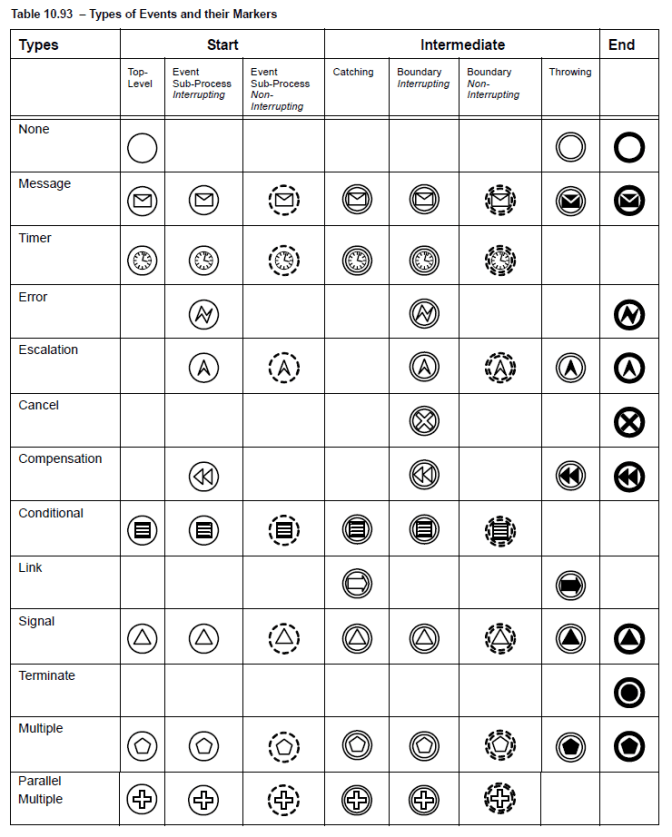 Table 10.93 – Types of Events and their Markers
Types Start Intermediate End
Top-
Level
Event
Sub-Process
Interrupting
Event
Sub-Process
Non-
Interrupting
Catching
Boundary
Interrupting
Boundary
Non-
Interrupting
Throwing
None
Message
Timer
Error
Escalation
Cancel
Compensation
Conditional
Link
Signal
Terminate
Multiple
Parallel
Multiple